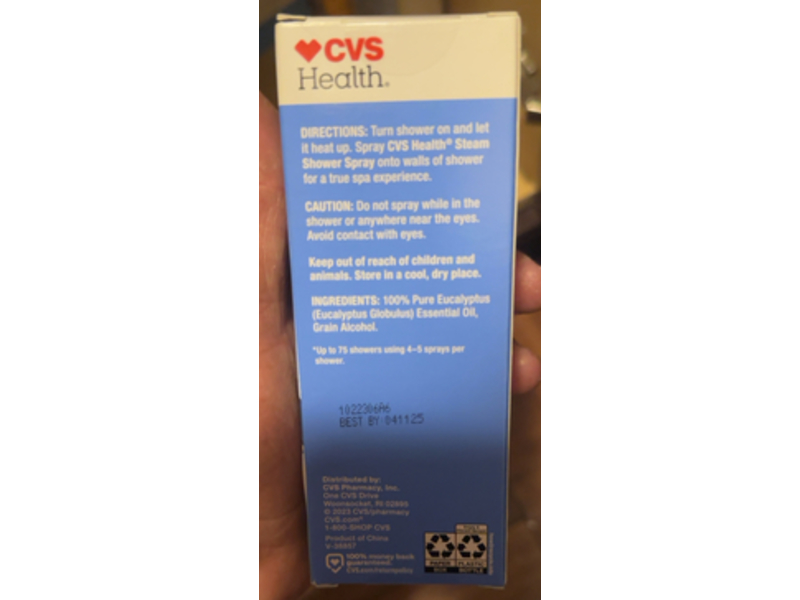 CVS
Health®
DIRECTIONS: Turn shower on and let
it heat up. Spray CVS Health® Steam
Shower Spray onto walls of shower
for a true spa experience.
CAUTION: Do not spray while in the
shower or anywhere near the eyes.
Avoid contact with eyes.
Keep out of reach of children and
animals. Store in a cool, dry place.
INGREDIENTS: 100% Pure Eucalyptus
(Eucalyptus Globulus) Essential Oil,
Grain Alcohol.
*Up to 75 showers using 4–5 sprays per
shower.
1022306A6
BEST BY 041125
Distributed by:
CVS Pharmacy, Inc.
One CVS Drive
Woonsocket, RI 02895
© 2023 CVS/pharmacy
CVS.com®
1-800-SHOP CVS
Product of China
100% money back
guaranteed.
PAPER PLASTIC
BOX BOTTLE